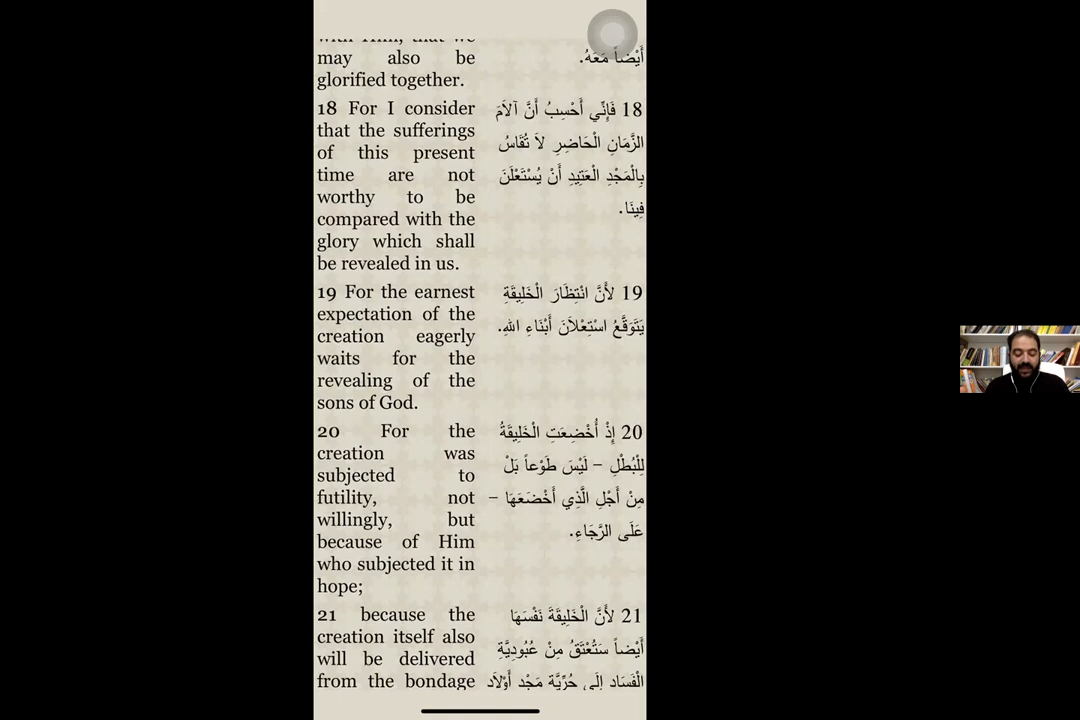 may also be
glorified together.
18 For I consider
that the sufferings
of this present
time are not
worthy to be
compared with the
glory which shall
be revealed in us.
19 For the earnest
expectation of the
creation eagerly
waits for the
revealing of the
sons of God.
20 For the
creation was
subjected to
futility, not
willingly, but
because of Him
who subjected it in
hope;
21 because the
creation itself also
will be delivered
from the bondage
أَيْضاً مَعَهُ.
18 فَإِنِّي أَحْسِبُ أَنَّ آلاَمَ
الزَّمَانِ الْحَاضِرِ لاَ تُقَاسُ
بِالْمَجْدِ الْعَتِيدِ أَنْ يُسْتَعْلَنَ
فِينَا.
19 لأَنَّ انْتِظَارَ الْخَلِيقَةِ
يَتَوَقَّعُ اسْتِعْلاَنَ أَبْنَاءِ اللهِ.
20 إِذْ أُخْضِعَتِ الْخَلِيقَةُ
لِلْبُطْلِ – لَيْسَ طَوْعاً بَلْ
مِنْ أَجْلِ الَّذِي أَخْضَعَهَا –
عَلَى الرَّجَاءِ.
21 لأَنَّ الْخَلِيقَةَ نَفْسَهَا
أَيْضاً سَتُعْتَقُ مِنْ عُبُودِيَّةِ
الْفَسَادِ إِلَى حُرِّيَّةِ مَجْدِ أَوْلاَدِ